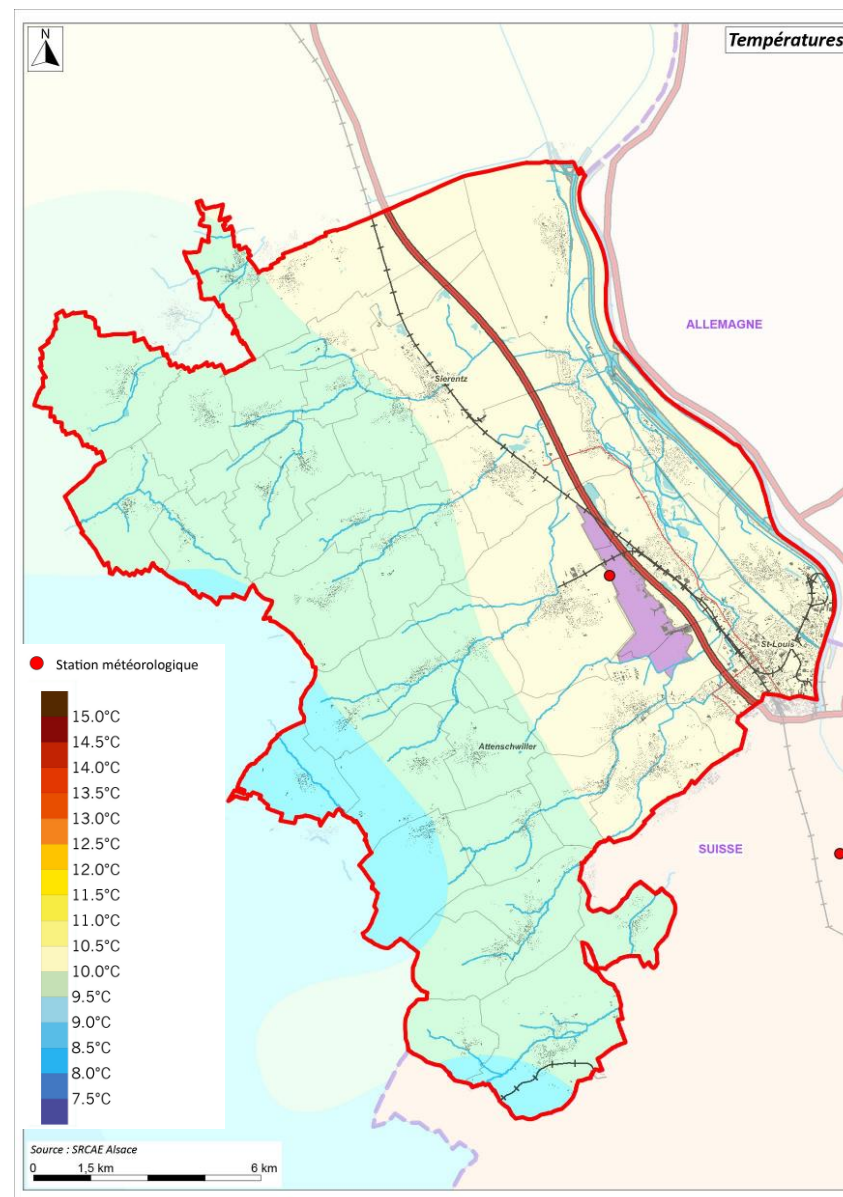 N
Températures
ALLEMAGNE
Sierentz
St-Louis
Station météorologique
Attenschwiller
15.0°C
14.5°C
14.0°C
13.5°C
13.0°C
12.5°C
12.0°C
11.5°C
11.0°C
10.5°C
10.0°C
9.5°C
9.0°C
8.5°C
8.0°C
7.5°C
SUISSE
Source : SRCAE Alsace
0 1,5 km 6 km